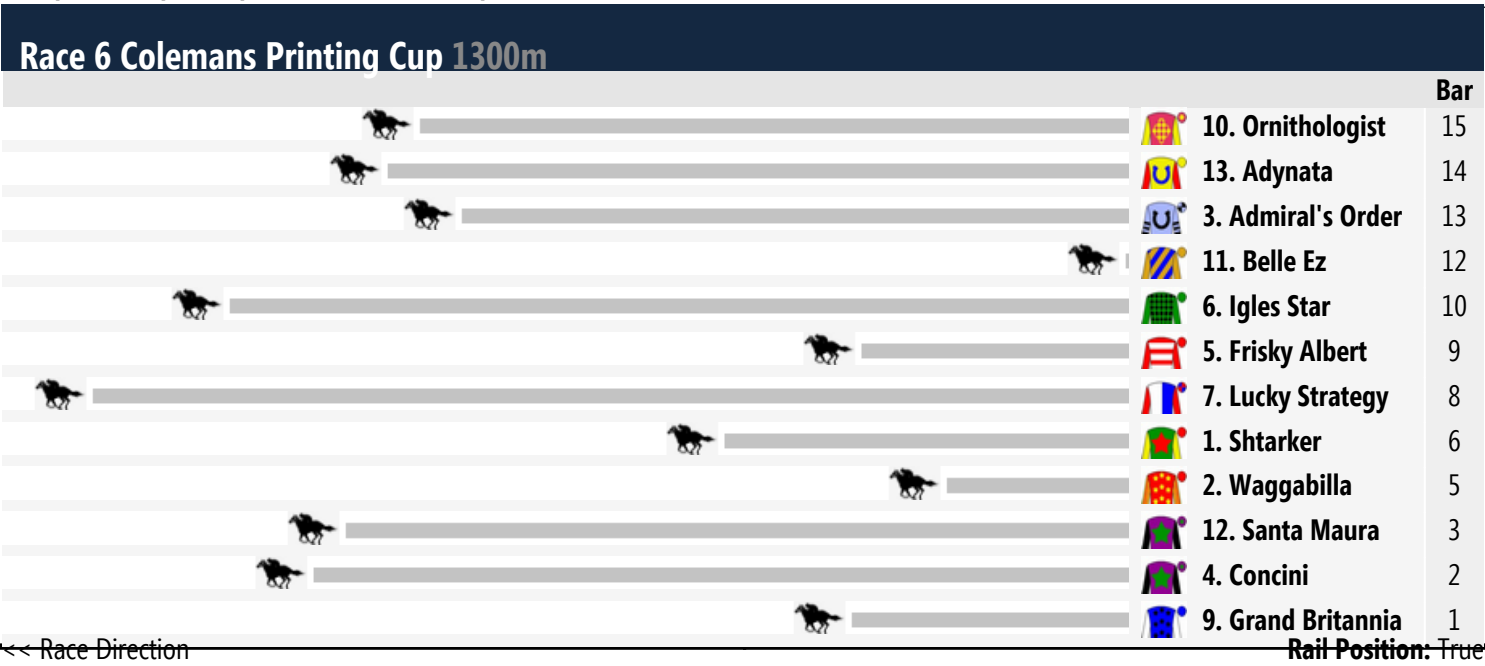 Race 6 Colemans Printing Cup 1300m
Bar
10. Ornithologist 15
13. Adynata 14
3. Admiral's Order 13
11. Belle Ez 12
6. Igles Star 10
5. Frisky Albert 9
7. Lucky Strategy 8
1. Shtarker 6
2. Waggabilla 5
12. Santa Maura 3
4. Concini 2
9. Grand Britannia 1
<< Race Direction Rail Position: True